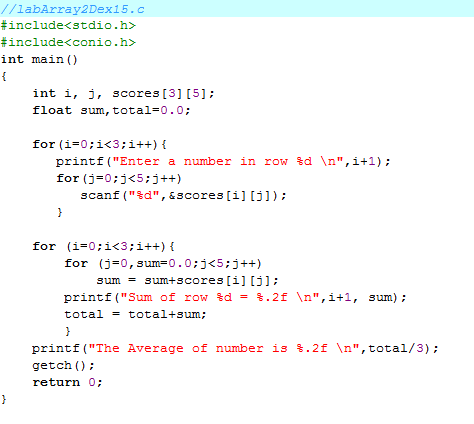 //labArray2Dex15.c
#include<stdio.h>
#include<conio.h>
int main()
{
    int i, j, scores[3][5];
    float sum,total=0.0;

    for(i=0;i<3;i++){
       printf("Enter a number in row %d \n",i+1);
       for(j=0;j<5;j++)
          scanf("%d",&scores[i][j]);
       }

    for (i=0;i<3;i++){
        for (j=0,sum=0.0;j<5;j++)
            sum = sum+scores[i][j];
        printf("Sum of row %d = %.2f \n",i+1, sum);
        total = total+sum;
        }
    printf("The Average of number is %.2f \n",total/3);
    getch();
    return 0;
}